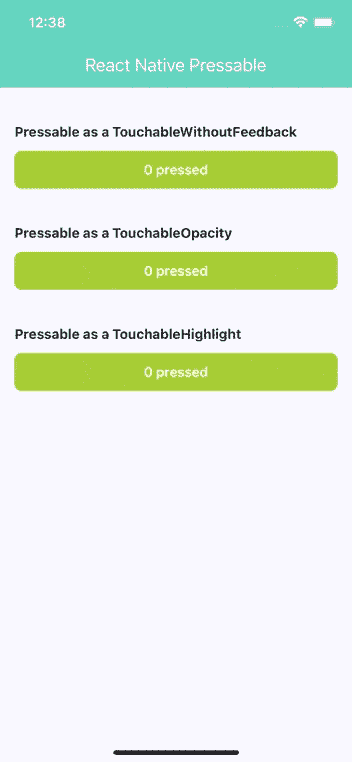 12:38
React Native Pressable
Pressable as a TouchableWithoutFeedback
0 pressed
Pressable as a TouchableOpacity
0 pressed
Pressable as a TouchableHighlight
0 pressed